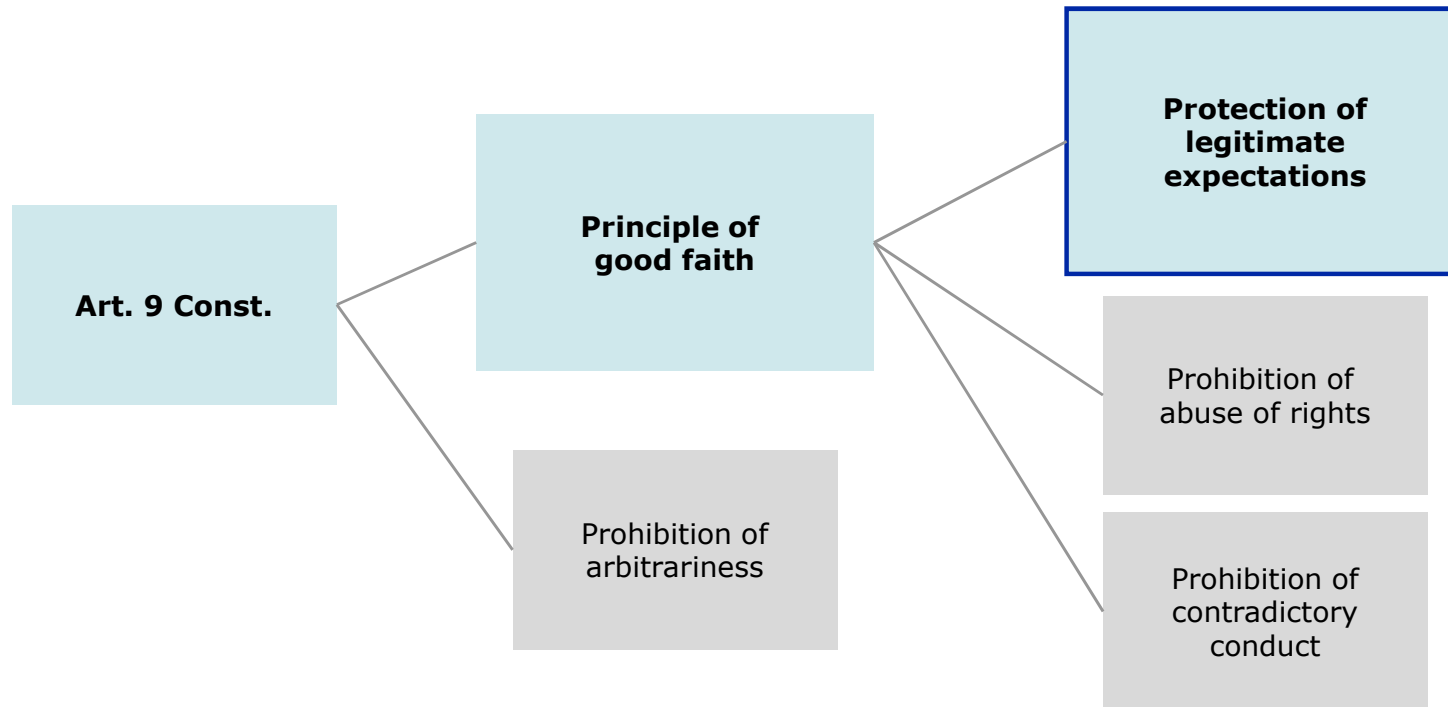 Art. 9 Const.
Principle of
good faith
Prohibition of
arbitrariness
Protection of
legitimate
expectations
Prohibition of
abuse of rights
Prohibition of
contradictory
conduct